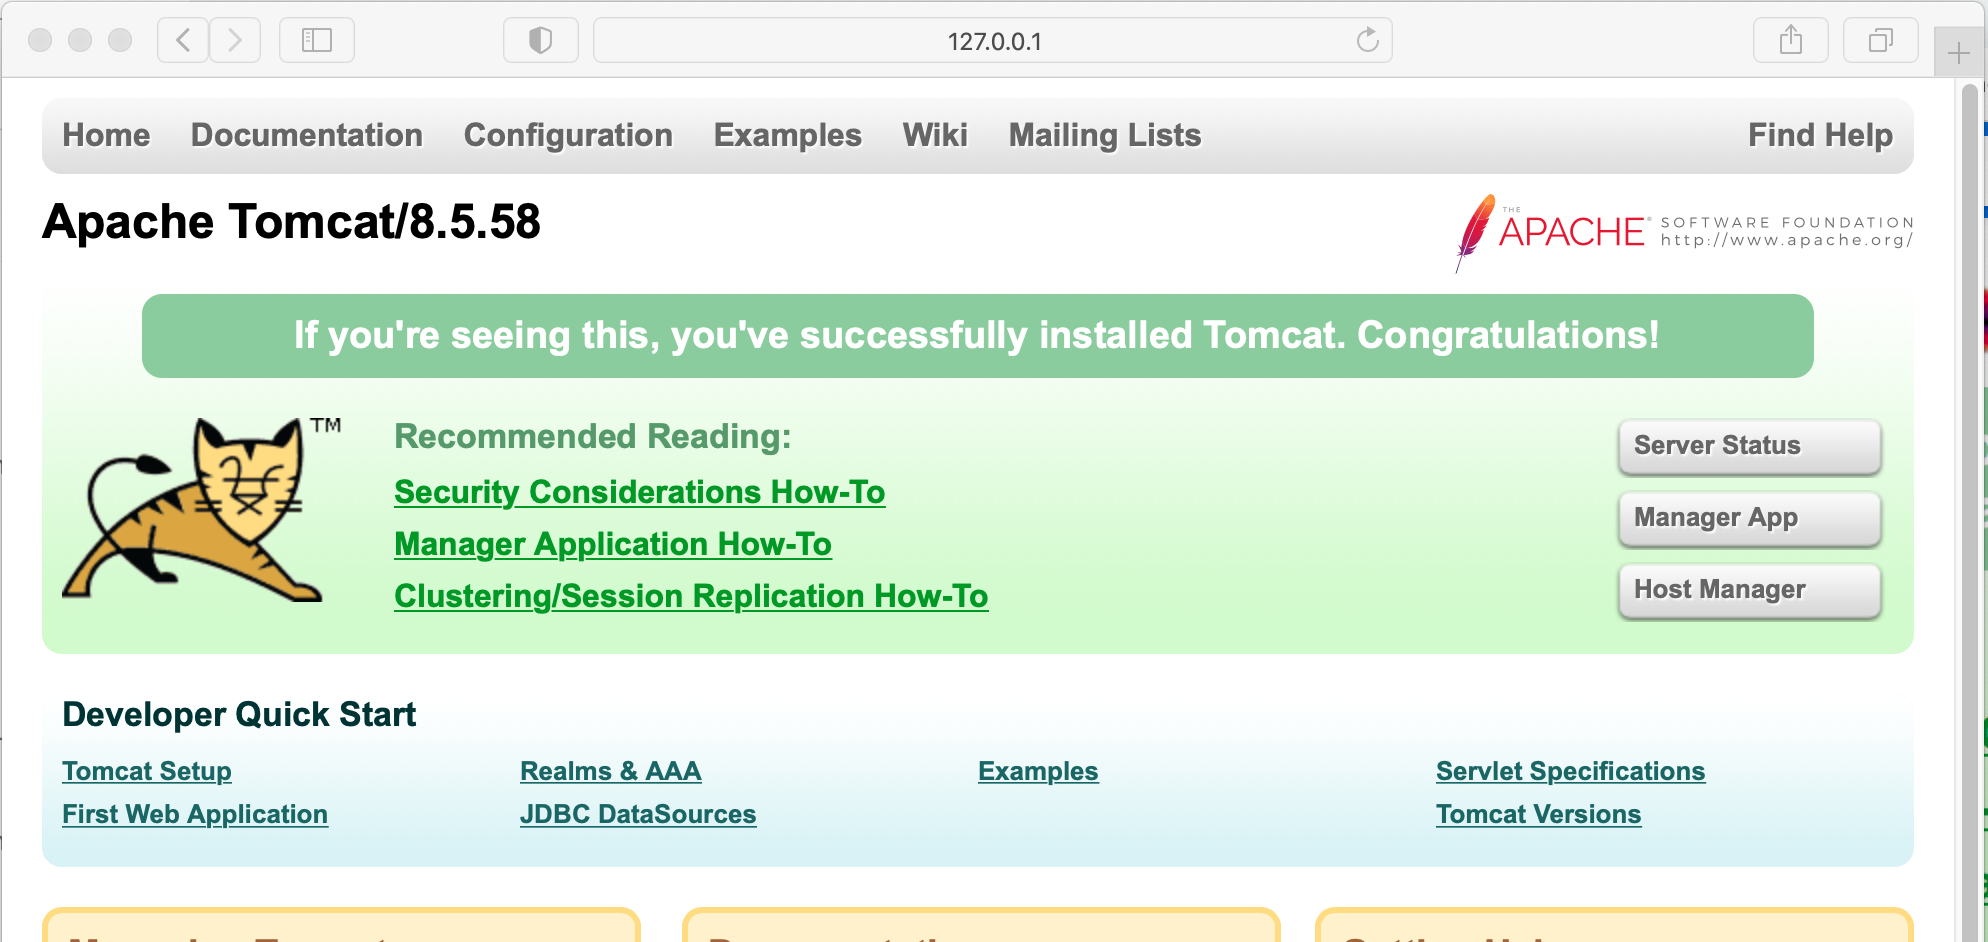 127.0.0.1
Home Documentation Configuration Examples Wiki Mailing Lists Find Help
Apache Tomcat/8.5.58
THE APACHE® SOFTWARE FOUNDATION
http://www.apache.org/
If you're seeing this, you've successfully installed Tomcat. Congratulations!
TM
Recommended Reading:
Security Considerations How-To
Manager Application How-To
Clustering/Session Replication How-To
Server Status
Manager App
Host Manager
Developer Quick Start
Tomcat Setup
First Web Application
Realms & AAA
JDBC DataSources
Examples
Servlet Specifications
Tomcat Versions